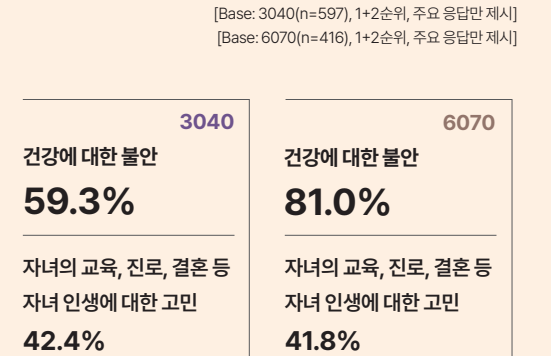 [Base: 3040(n=597), 1+2순위, 주요 응답만 제시]
[Base: 6070(n=416), 1+2순위, 주요 응답만 제시]
3040
건강에 대한 불안
59.3%
자녀의 교육, 진로, 결혼 등
자녀 인생에 대한 고민
42.4%
6070
건강에 대한 불안
81.0%
자녀의 교육, 진로, 결혼 등
자녀 인생에 대한 고민
41.8%